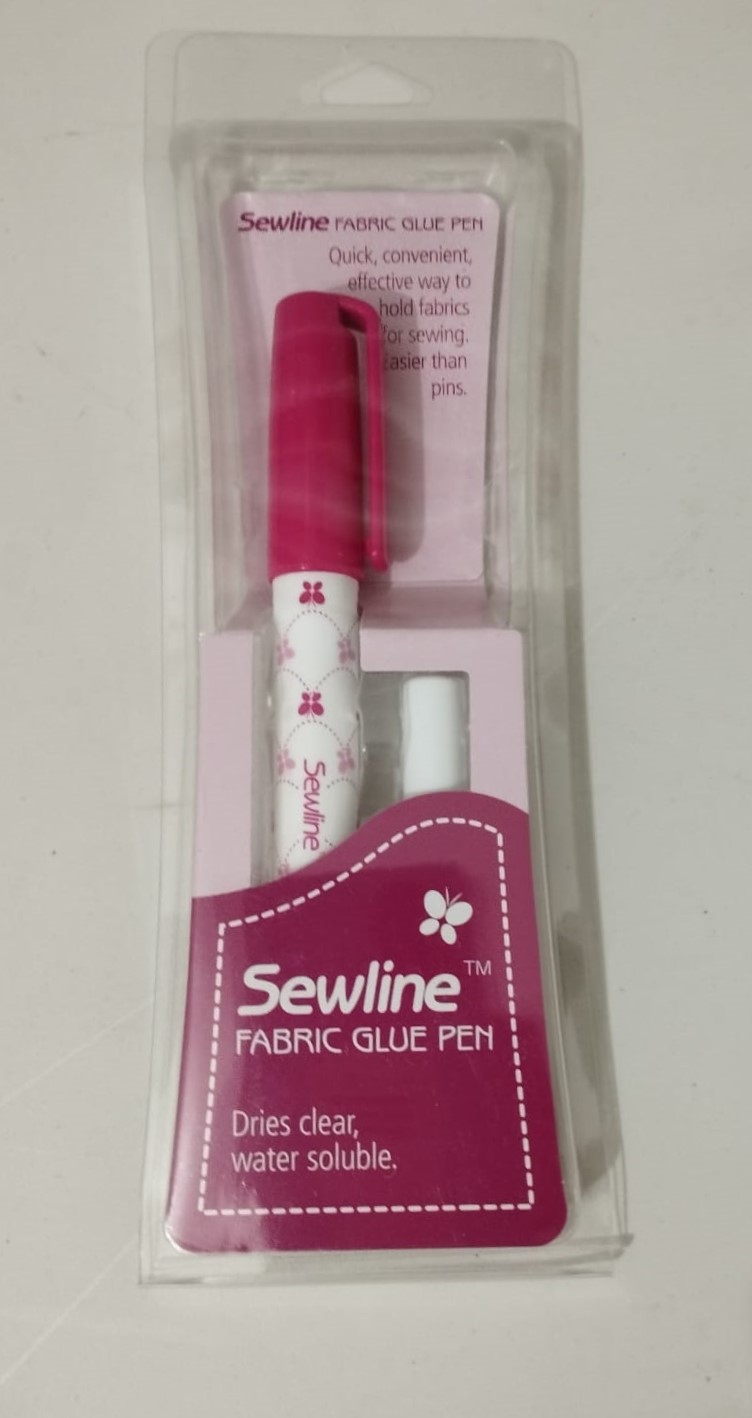 Sewline FABRIC GLUE PEN
Quick, convenient,
effective way to
hold fabrics
for sewing.
Easier than
pins.
Sewline
Sewline™
FABRIC GLUE PEN
Dries clear,
water soluble.